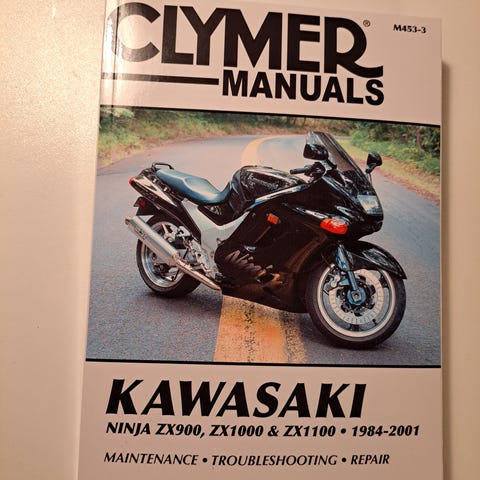 CLYMER®
M453-3
MANUALS
KAWASAKI
NINJA ZX900, ZX1000 & ZX1100 • 1984-2001
MAINTENANCE • TROUBLESHOOTING • REPAIR